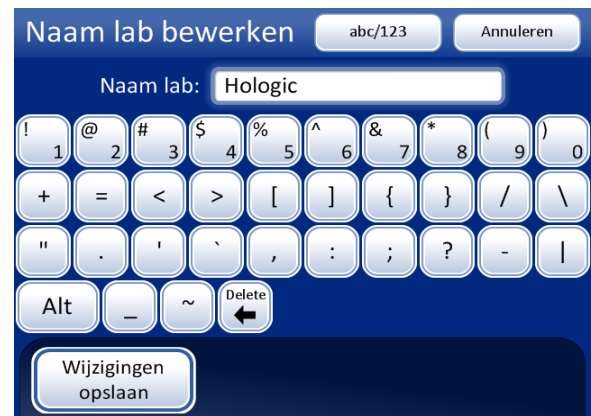 Naam lab bewerken abc/123 Annuleren
Naam lab: Hologic
! 1 @ 2 # 3 $ 4 % 5 ^ 6 & 7 * 8 ( 9 ) 0
+ = < > [ ] { } / \
" . ' ` , : ; ? - |
Alt _ ~ Delete
Wijzigingen
opslaan